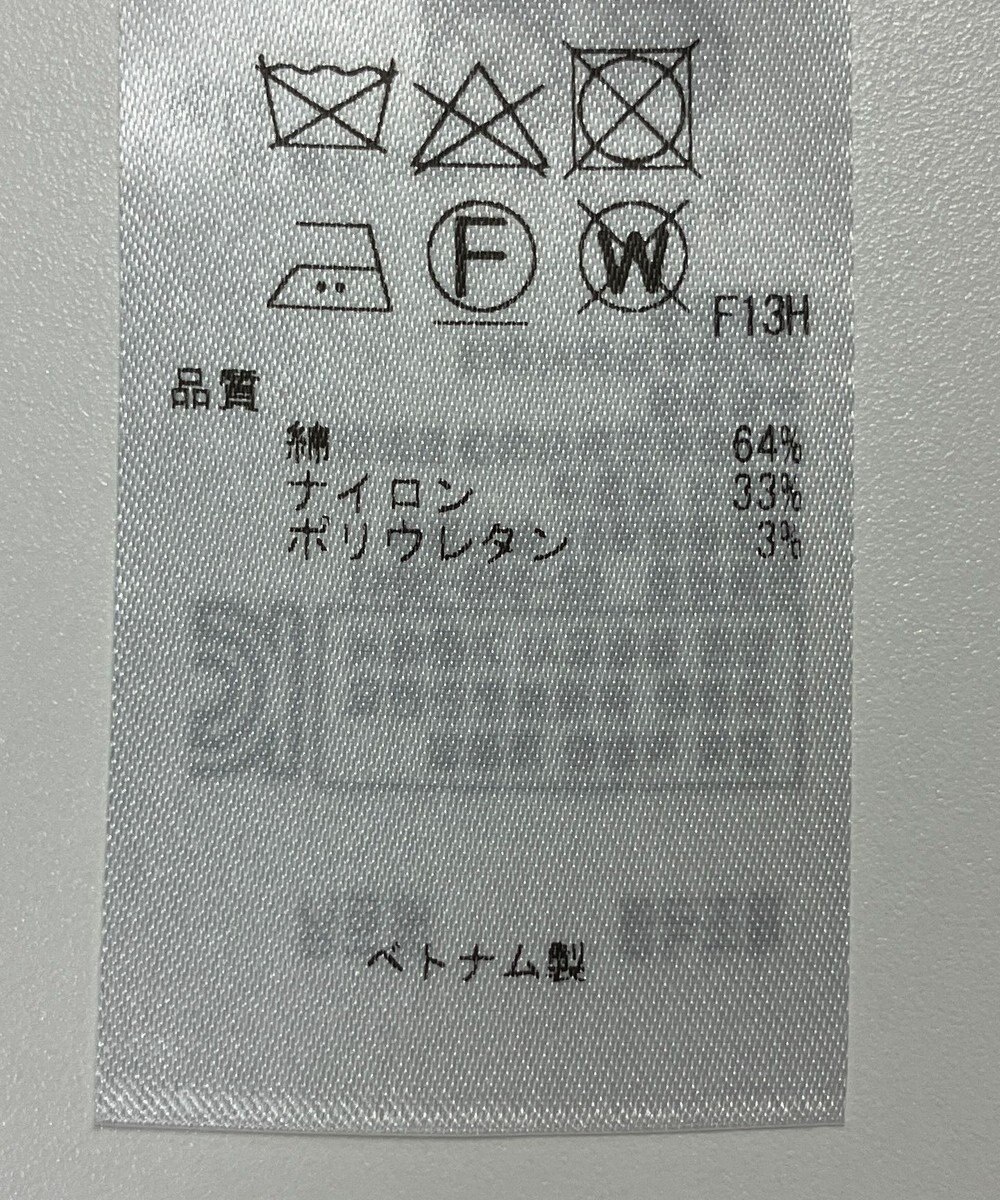 F W F13H
品質
綿 64%
ナイロン 33%
ポリウレタン 3%
ベトナム製